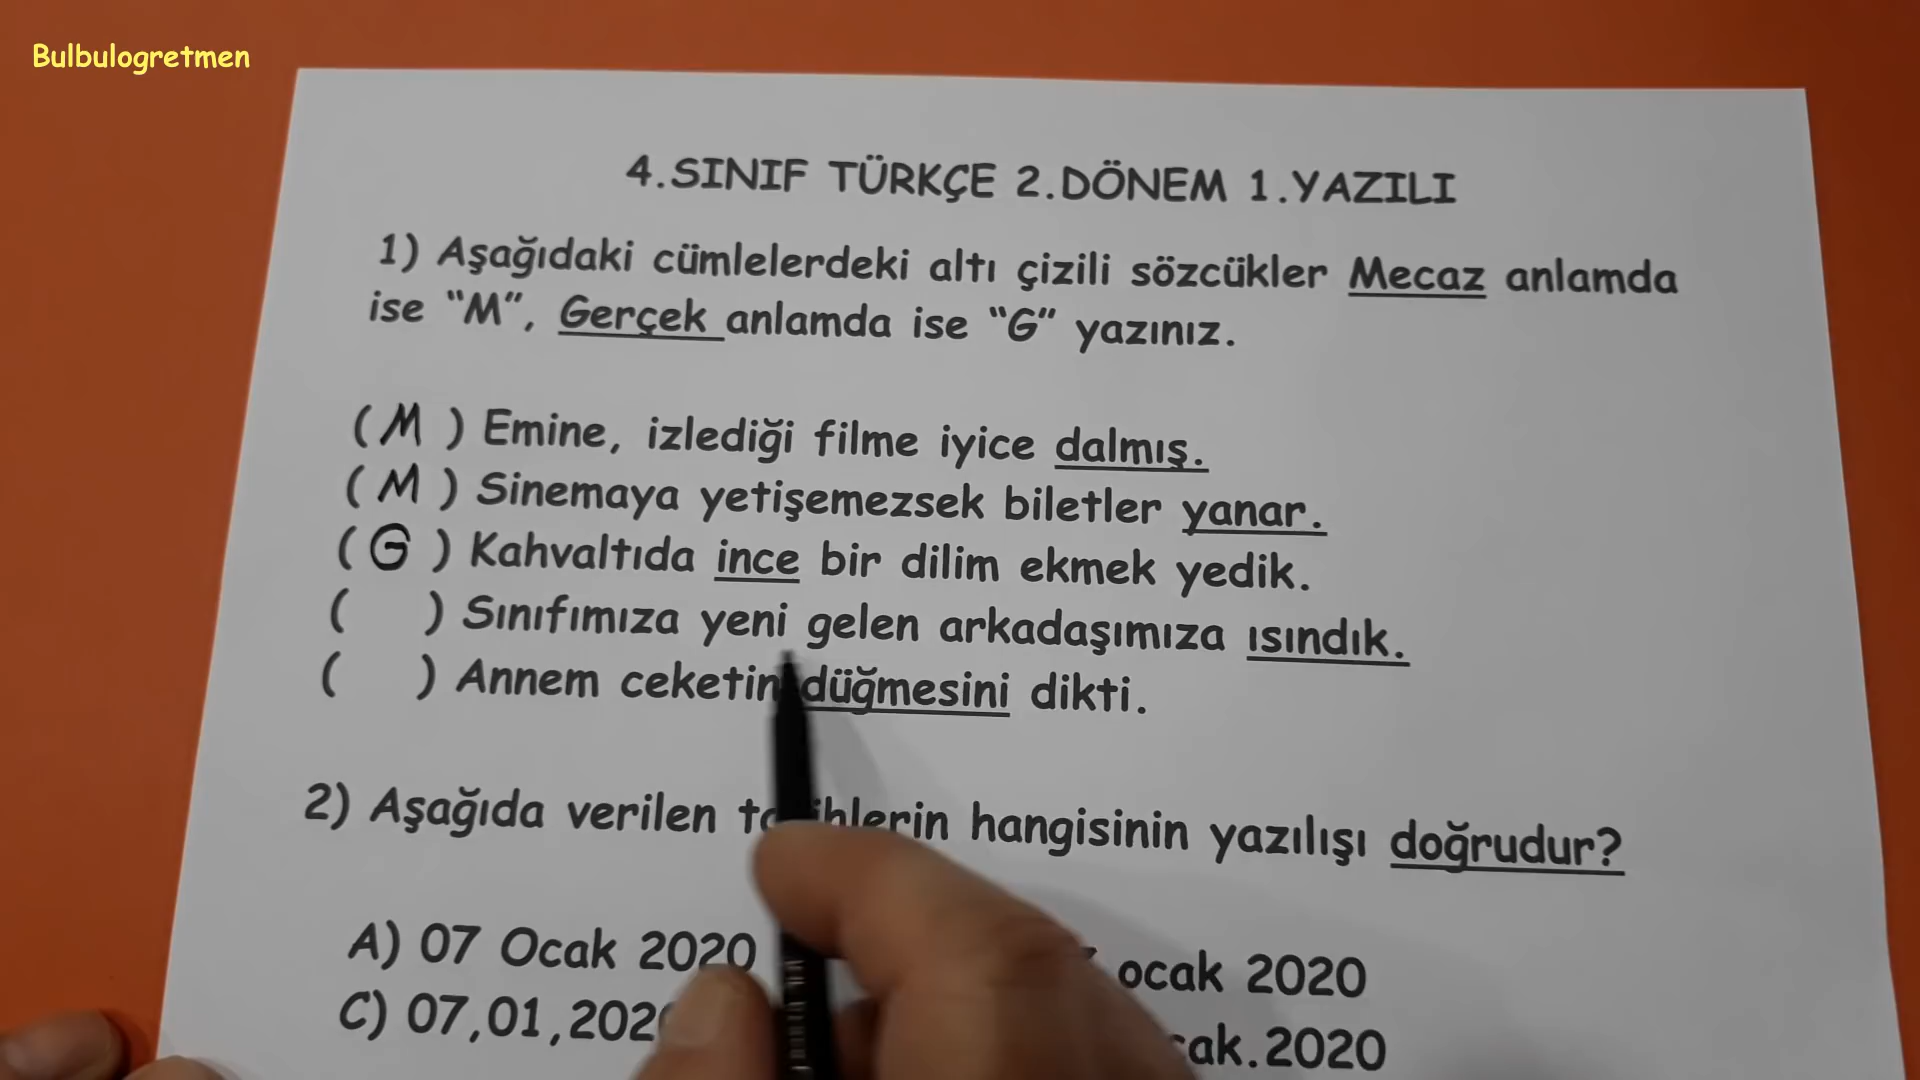 Bulbulogretmen
4.SINIF TÜRKÇE 2.DÖNEM 1.YAZILI
1) Aşağıdaki cümlelerdeki altı çizili sözcükler Mecaz anlamda
ise “M”, Gerçek anlamda ise “G” yazınız.
( M ) Emine, izlediği filme iyice dalmış.
( M ) Sinemaya yetişemezsek biletler yanar.
( G ) Kahvaltıda ince bir dilim ekmek yedik.
( ) Sınıfımıza yeni gelen arkadaşımıza ısındık.
( ) Annem ceketin düğmesini dikti.
2) Aşağıda verilen hangisinin yazılışı doğrudur?
A) 07 Ocak 2020 ocak 2020
C) 07,01, .2020